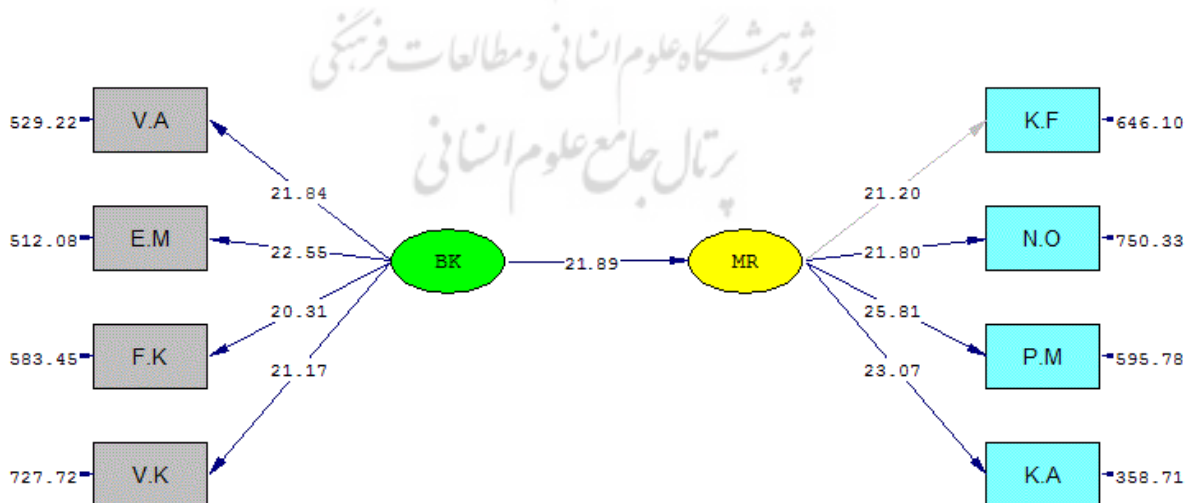 پژوهشگاه علوم انسانی و مطالعات فرهنگی
پرتال جامع علوم انسانی
529.22 V.A 21.84 21.20 K.F 646.10
512.08 E.M 22.55 BK 21.89 MR 21.80 N.O 750.33
583.45 F.K 20.31 25.81 P.M 595.78
727.72 V.K 21.17 23.07 K.A 358.71